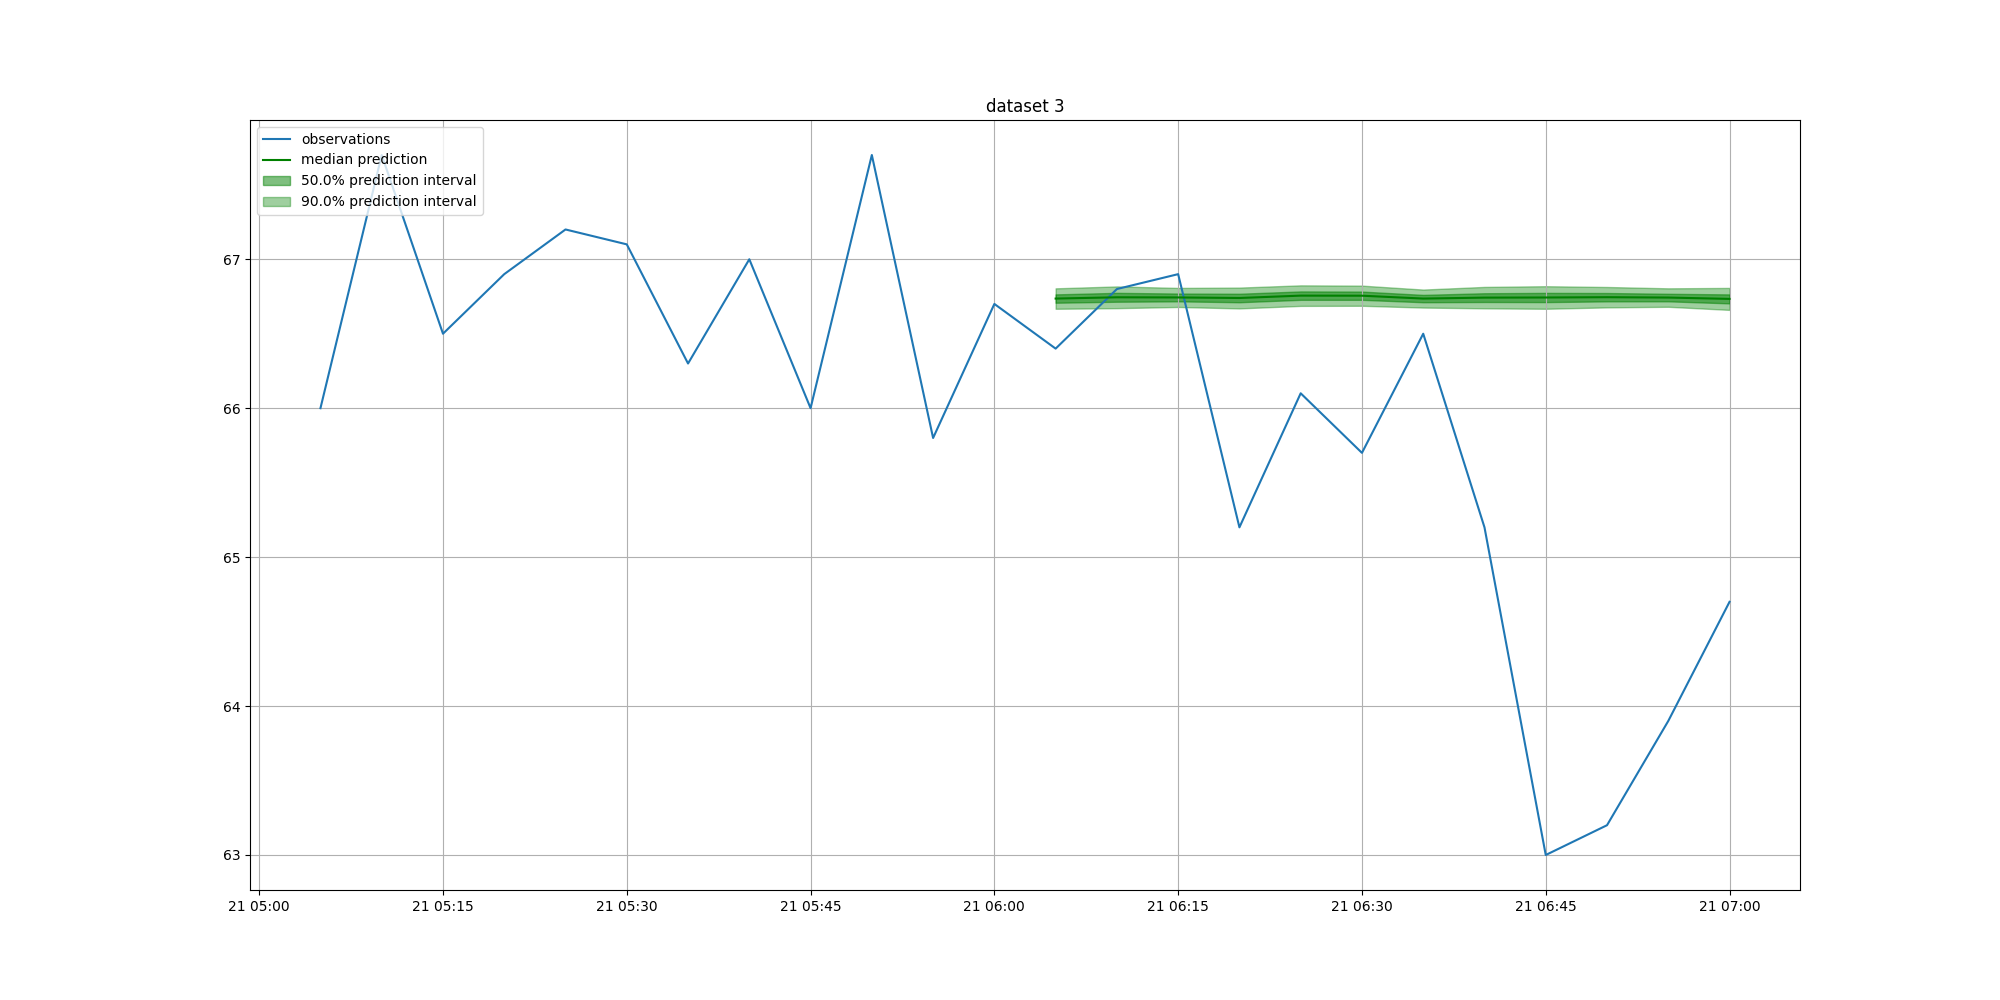 dataset 3
observations
median prediction
50.0% prediction interval
90.0% prediction interval
67
66
65
64
63
21 05:00 21 05:15 21 05:30 21 05:45 21 06:00 21 06:15 21 06:30 21 06:45 21 07:00